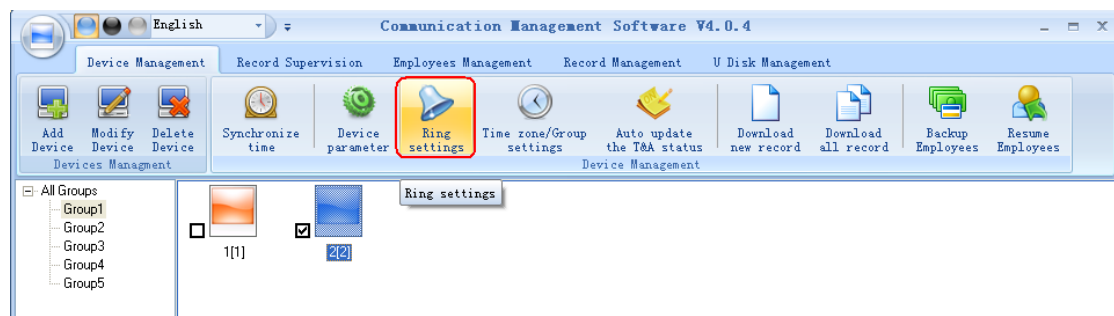 English
Communication Management Software V4.0.4
Device Management Record Supervision Employees Management Record Management U Disk Management
Add Device
Modify Device
Delete Device
Devices Managment
Synchronize time
Device parameter
Ring settings
Time zone/Group settings
Auto update the T&A status
Download new record
Download all record
Backup Employees
Resume Employees
Device Management
Ring settings
All Groups
Group1
Group2
Group3
Group4
Group5
1[1]
2[2]